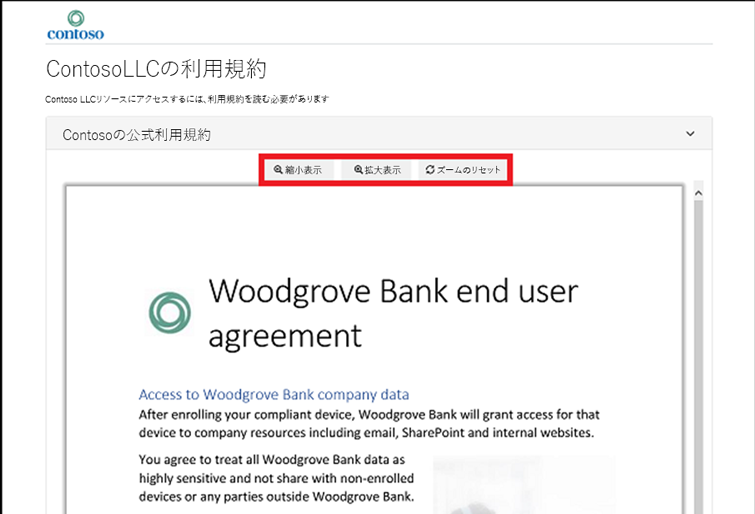 contoso
ContosoLLCの利用規約
Contoso LLCリソースにアクセスするには、利用規約を読む必要があります
Contosoの公式利用規約
縮小表示 拡大表示 ズームのリセット
Woodgrove Bank end user
agreement
Access to Woodgrove Bank company data
After enrolling your compliant device, Woodgrove Bank will grant access for that
device to company resources including email, SharePoint and internal websites.
You agree to treat all Woodgrove Bank data as
highly sensitive and not share with non-enrolled
devices or any parties outside Woodgrove Bank.